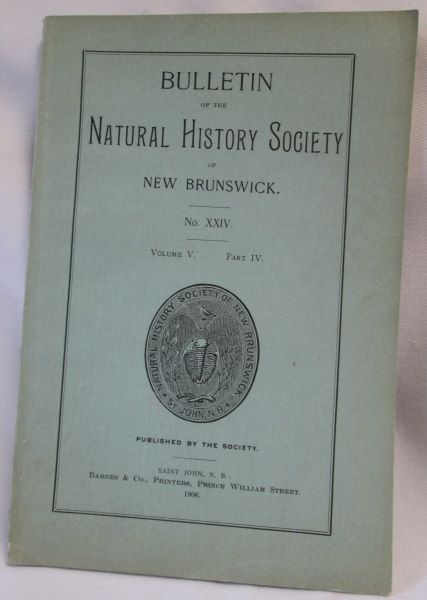 BULLETIN
OF THE
NATURAL HISTORY SOCIETY
OF
NEW BRUNSWICK.
No. XXIV.
VOLUME V. PART IV.
NATURAL HISTORY SOCIETY OF NEW BRUNSWICK.
* ST. JOHN, N.B. *
PUBLISHED BY THE SOCIETY.
SAINT JOHN, N. B.:
BARNES & CO., PRINTERS, PRINCE WILLIAM STREET.
1906.